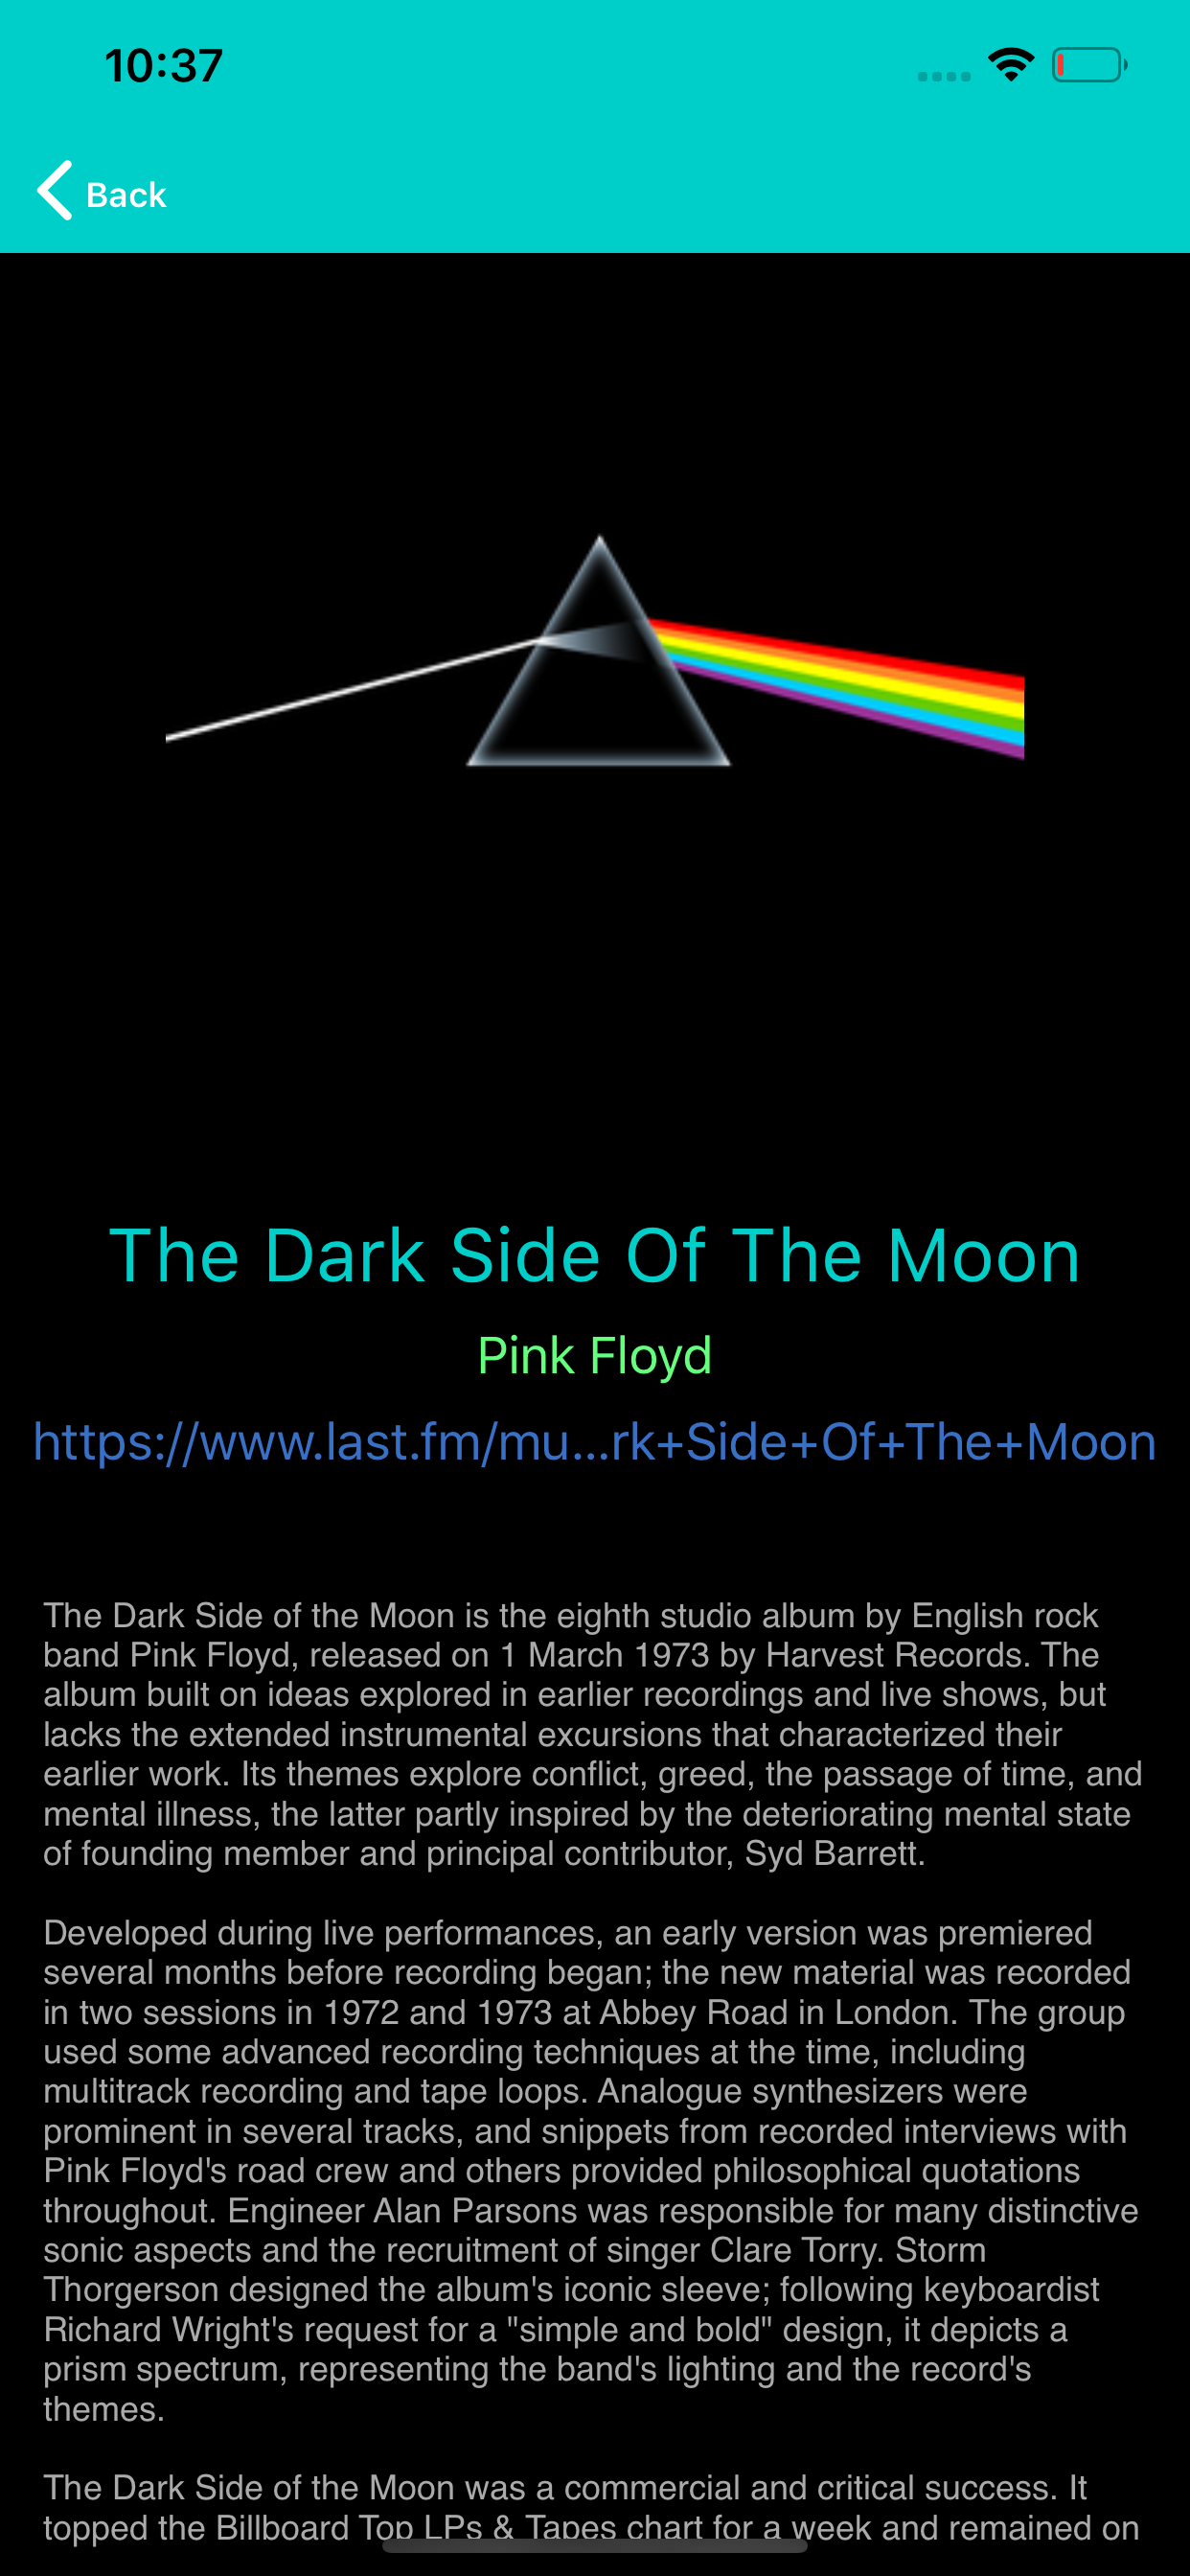 10:37
Back
The Dark Side Of The Moon
Pink Floyd
https://www.last.fm/mu...rk+Side+Of+The+Moon
The Dark Side of the Moon is the eighth studio album by English rock
band Pink Floyd, released on 1 March 1973 by Harvest Records. The
album built on ideas explored in earlier recordings and live shows, but
lacks the extended instrumental excursions that characterized their
earlier work. Its themes explore conflict, greed, the passage of time, and
mental illness, the latter partly inspired by the deteriorating mental state
of founding member and principal contributor, Syd Barrett.
Developed during live performances, an early version was premiered
several months before recording began; the new material was recorded
in two sessions in 1972 and 1973 at Abbey Road in London. The group
used some advanced recording techniques at the time, including
multitrack recording and tape loops. Analogue synthesizers were
prominent in several tracks, and snippets from recorded interviews with
Pink Floyd's road crew and others provided philosophical quotations
throughout. Engineer Alan Parsons was responsible for many distinctive
sonic aspects and the recruitment of singer Clare Torry. Storm
Thorgerson designed the album's iconic sleeve; following keyboardist
Richard Wright's request for a "simple and bold" design, it depicts a
prism spectrum, representing the band's lighting and the record's
themes.
The Dark Side of the Moon was a commercial and critical success. It
topped the Billboard Top LPs & Tapes chart for a week and remained on